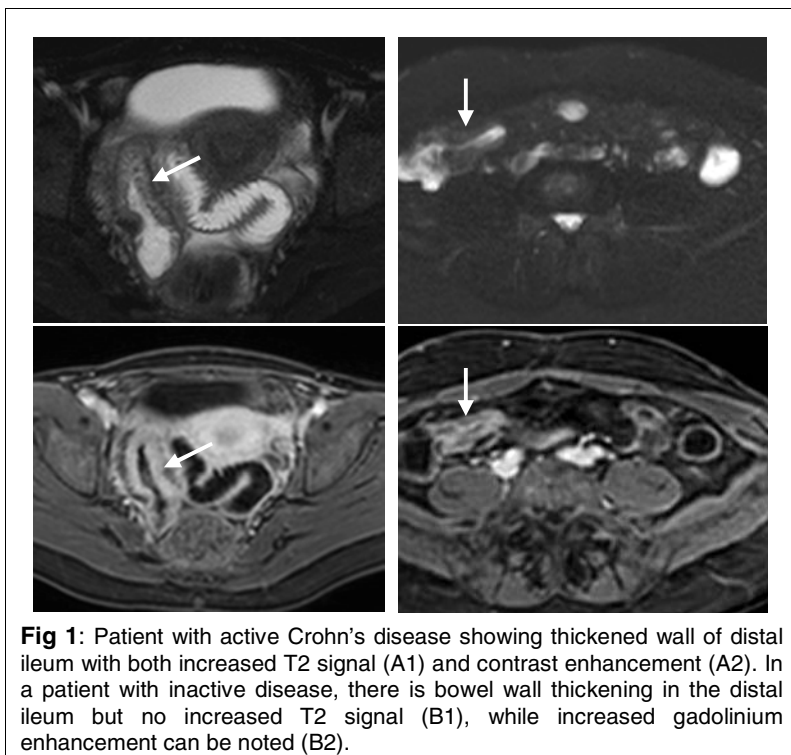 Fig 1: Patient with active Crohn's disease showing thickened wall of distal
ileum with both increased T2 signal (A1) and contrast enhancement (A2). In
a patient with inactive disease, there is bowel wall thickening in the distal
ileum but no increased T2 signal (B1), while increased gadolinium
enhancement can be noted (B2).